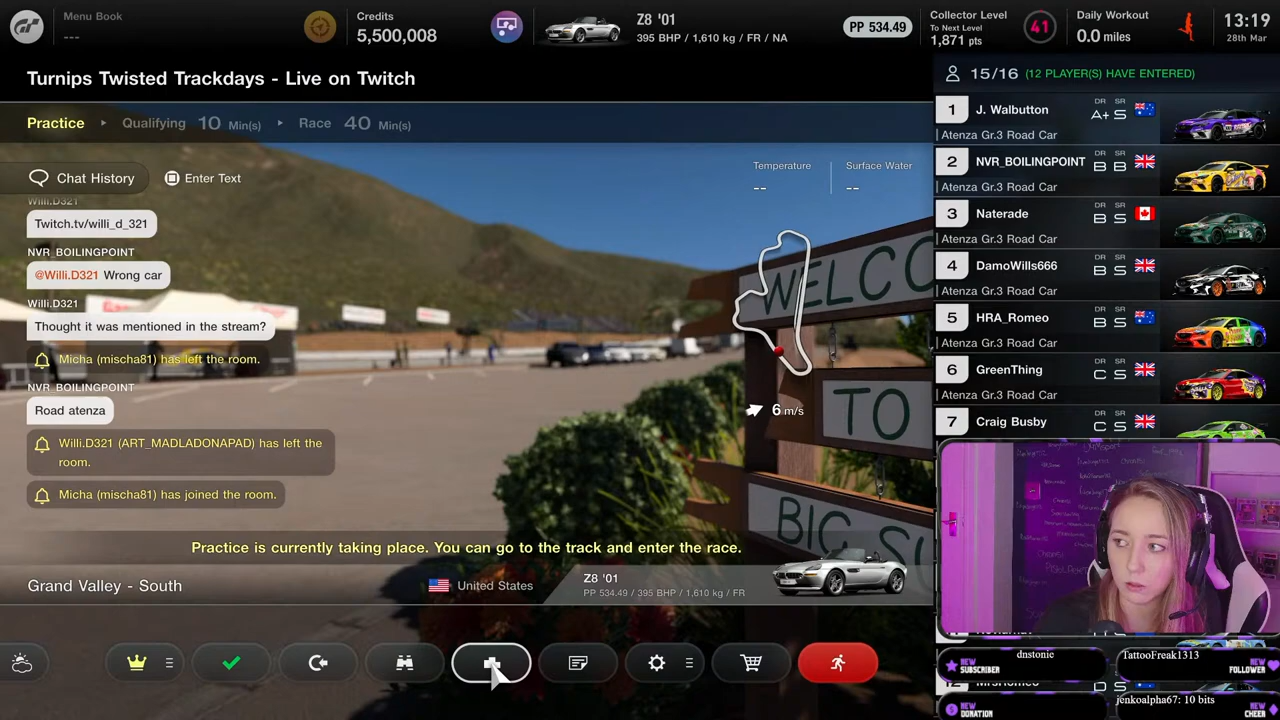 Menu Book
---
Credits
5,500,008
Z8 '01
395 BHP / 1,610 kg / FR / NA
PP 534.49
Collector Level
To Next Level
1,871 pts
41
Daily Workout
0.0 miles
13:19
28th Mar
Turnips Twisted Trackdays - Live on Twitch
Practice
Qualifying 10 Min(s)
Race 40 Min(s)
Chat History
Enter Text
Temperature
--
Surface Water
--
Willi.D321
Twitch.tv/willi_d_321
NVR_BOILINGPOINT
@Willi.D321 Wrong car
Willi.D321
Thought it was mentioned in the stream?
Micha (mischa81) has left the room.
NVR_BOILINGPOINT
Road atenza
Willi.D321 (ART_MADLADONAPAD) has left the
room.
Micha (mischa81) has joined the room.
WELCO
TO
BIG SU
6 m/s
Practice is currently taking place. You can go to the track and enter the race.
Grand Valley - South
United States
Z8 '01
PP 534.49 / 395 BHP / 1,610 kg / FR
15/16 (12 PLAYER(S) HAVE ENTERED)
1 J. Walbutton DR A+ SR S
Atenza Gr.3 Road Car
2 NVR_BOILINGPOINT DR B SR B
Atenza Gr.3 Road Car
3 Naterade DR B SR S
Atenza Gr.3 Road Car
4 DamoWills666 DR B SR S
Atenza Gr.3 Road Car
5 HRA_Romeo DR B SR S
Atenza Gr.3 Road Car
6 GreenThing DR C SR S
Atenza Gr.3 Road Car
7 Craig Busby DR C SR S
12 MrsRomeo D S
NEW SUBSCRIBER
dnstonic
TattooFreak1313
NEW FOLLOWER
NEW DONATION
jenkoalpha67: 10 bits
NEW CHEER